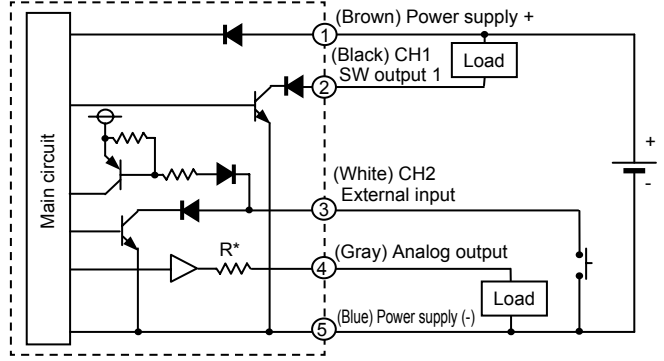 (Brown) Power supply +
1
(Black) CH1
SW output 1
Load
2
Main circuit
+
-
(White) CH2
External input
3
R*
(Gray) Analog output
4
Load
(Blue) Power supply (-)
5